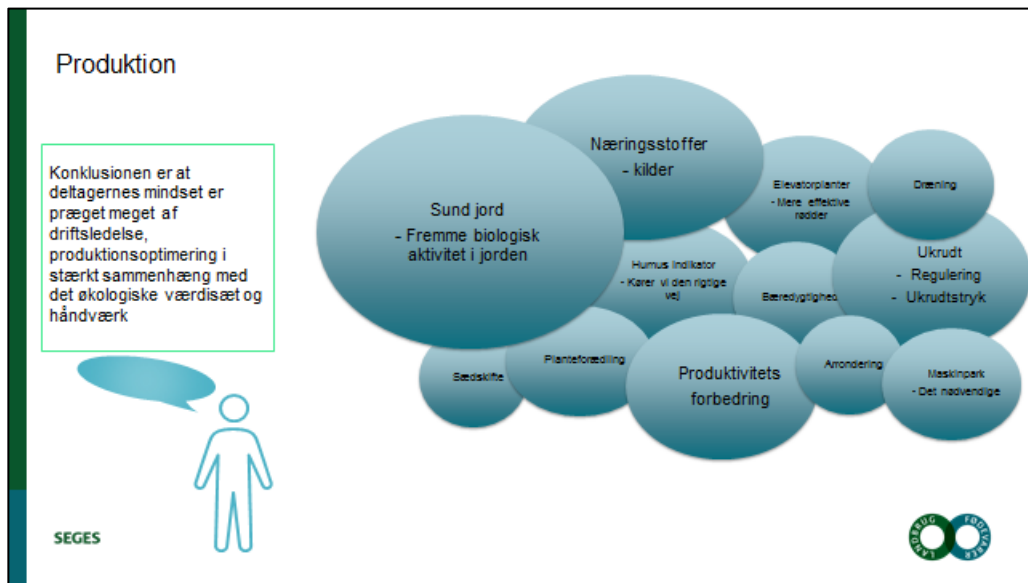 Produktion
Konklusionen er at
deltagernes mindset er
præget meget af
driftsledelse,
produktionsoptimering i
stærkt sammenhæng med
det økologiske værdisæt og
håndværk
Næringsstoffer
- kilder
Sund jord
- Fremme biologisk
aktivitet i jorden
Elevatorplanter
- Mere effektive
rødder
Dræning
Humus indikator
- Kører vi den rigtige
vej
Bæredygtighed
Ukrudt
- Regulering
- Ukrudtstryk
Sædskifte
Planteforædling
Produktivitets
forbedring
Arrondering
Maskinpark
- Det nødvendige
SEGES
LANDBRUG FØDEVARER